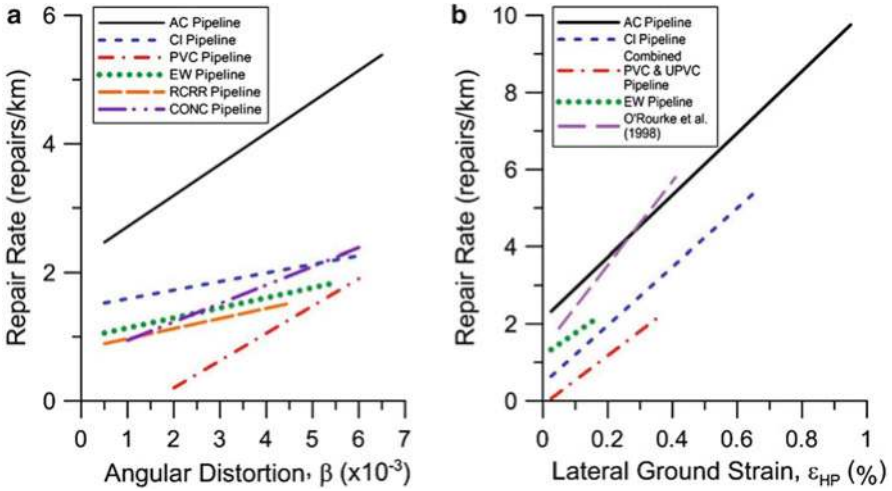 a
Repair Rate (repairs/km)
6
4
2
0
AC Pipeline
CI Pipeline
PVC Pipeline
EW Pipeline
RCRR Pipeline
CONC Pipeline
0 1 2 3 4 5 6 7
Angular Distortion, β (x10⁻³)
b
Repair Rate (repairs/km)
10
8
6
4
2
0
AC Pipeline
CI Pipeline
Combined
PVC & UPVC
Pipeline
EW Pipeline
O'Rourke et al.
(1998)
0 0.2 0.4 0.6 0.8 1
Lateral Ground Strain, εHP (%)